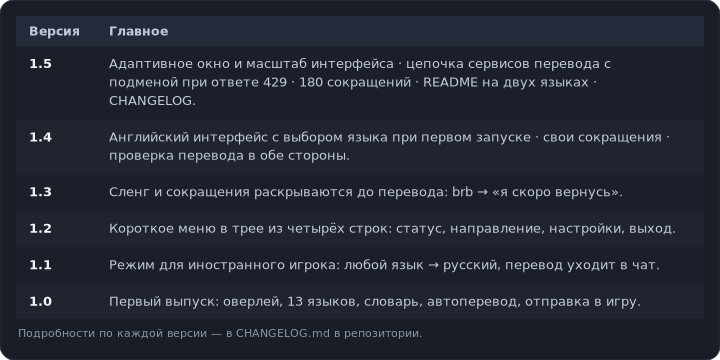 Версия Главное
1.5 Адаптивное окно и масштаб интерфейса · цепочка сервисов перевода с
подменой при ответе 429 · 180 сокращений · README на двух языках ·
CHANGELOG.
1.4 Английский интерфейс с выбором языка при первом запуске · свои сокращения ·
проверка перевода в обе стороны.
1.3 Сленг и сокращения раскрываются до перевода: brb → «я скоро вернусь».
1.2 Короткое меню в трее из четырёх строк: статус, направление, настройки, выход.
1.1 Режим для иностранного игрока: любой язык → русский, перевод уходит в чат.
1.0 Первый выпуск: оверлей, 13 языков, словарь, автоперевод, отправка в игру.
Подробности по каждой версии — в CHANGELOG.md в репозитории.